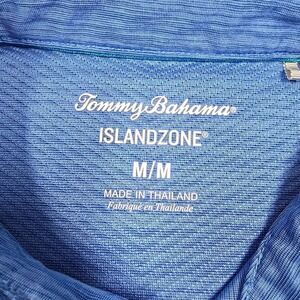 Tommy Bahama®
ISLANDZONE®
M/M
MADE IN THAILAND
Fabriqué en Thaïlande